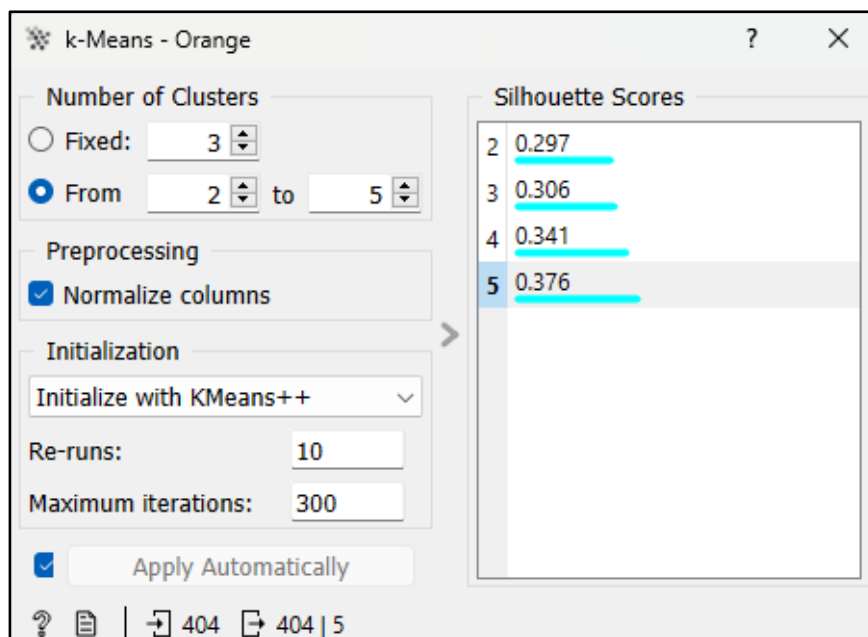 k-Means - Orange ? ×
Number of Clusters
Fixed: 3
From 2 to 5
Preprocessing
Normalize columns
Initialization
Initialize with KMeans++
Re-runs: 10
Maximum iterations: 300
Apply Automatically
? | 404 404 | 5
Silhouette Scores
2 0.297
3 0.306
4 0.341
5 0.376